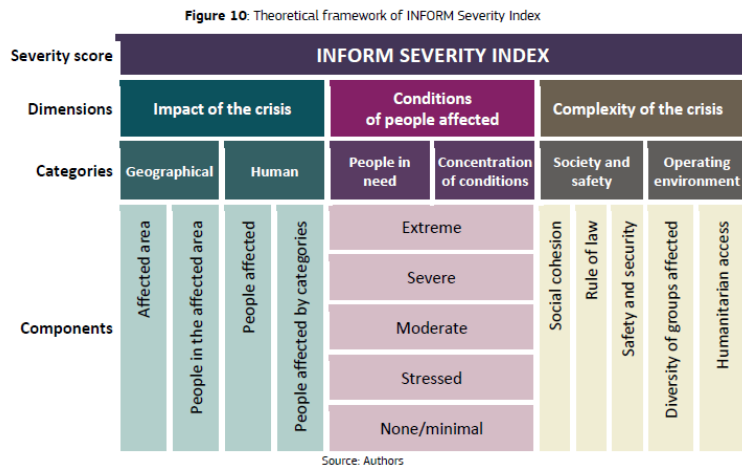 Figure 10: Theoretical framework of INFORM Severity Index
Severity score
INFORM SEVERITY INDEX
Dimensions
Impact of the crisis
Conditions
of people affected
Complexity of the crisis
Categories
Geographical
Human
People in
need
Concentration
of conditions
Society and
safety
Operating
environment
Components
Affected area
People in the affected area
People affected
People affected by categories
Extreme
Severe
Moderate
Stressed
None/minimal
Social cohesion
Rule of law
Safety and security
Diversity of groups affected
Humanitarian access
Source: Authors